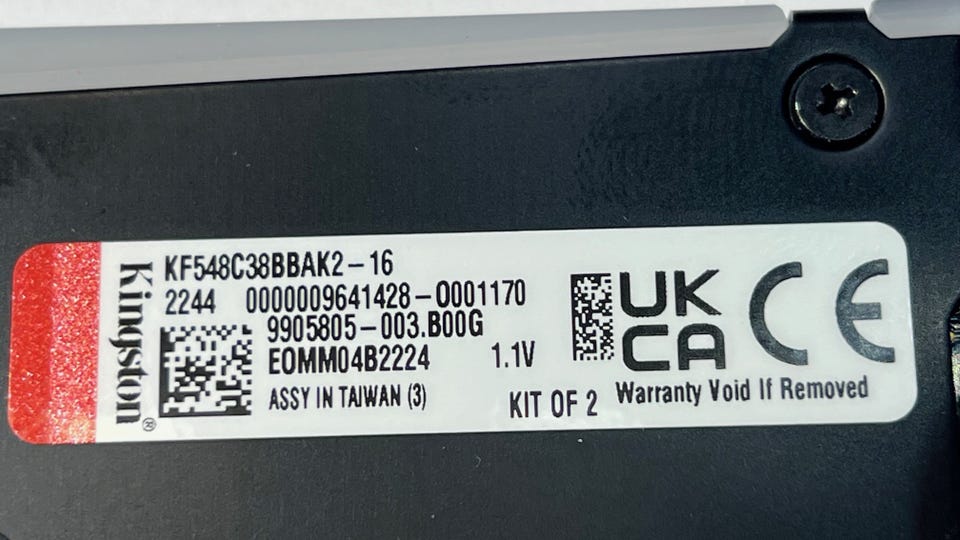 Kingston®
KF548C38BBAK2-16
2244 0000009641428-0001170
9905805-003.B00G
E0MM04B2224 1.1V
ASSY IN TAIWAN (3)
KIT OF 2
UK
CA
CE
Warranty Void If Removed